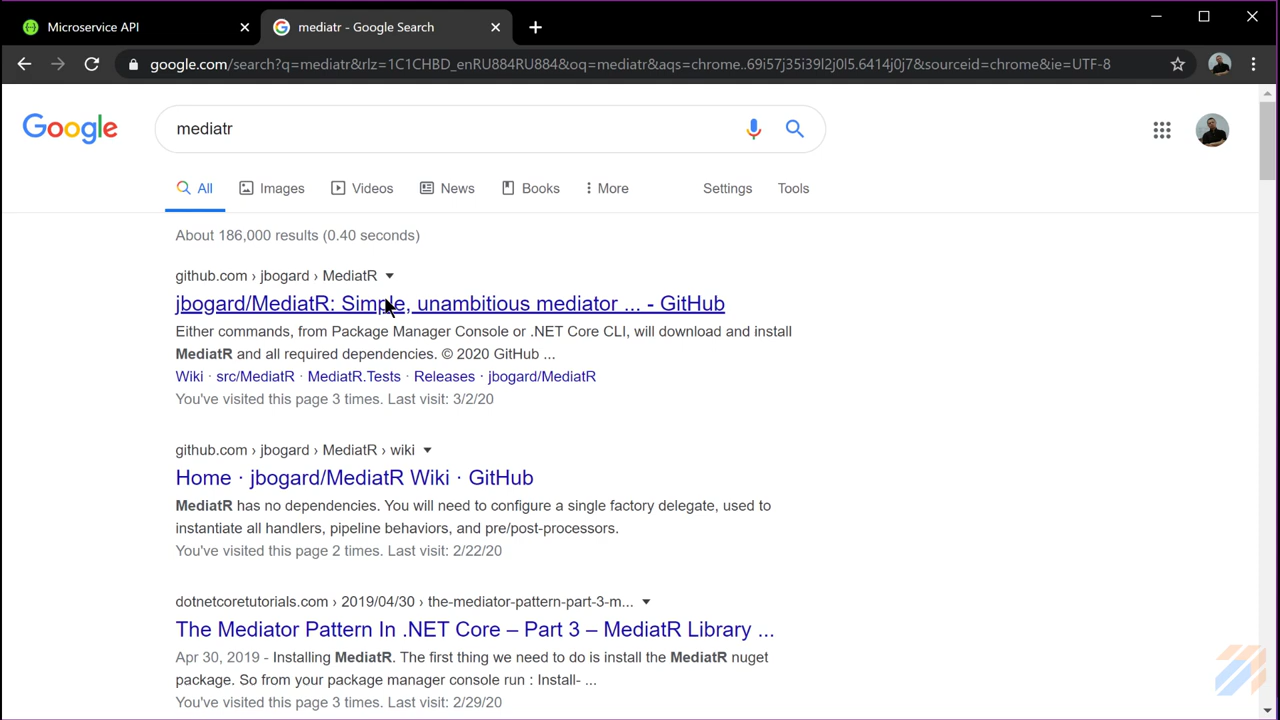 Microservice API
mediatr - Google Search
google.com/search?q=mediatr&rlz=1C1CHBD_enRU884RU884&oq=mediatr&aqs=chrome..69i57j35i39l2j0l5.6414j0j7&sourceid=chrome&ie=UTF-8
Google
mediatr
All
Images
Videos
News
Books
More
Settings
Tools
About 186,000 results (0.40 seconds)
github.com › jbogard › MediatR
jbogard/MediatR: Simple, unambitious mediator ... - GitHub
Either commands, from Package Manager Console or .NET Core CLI, will download and install
MediatR and all required dependencies. © 2020 GitHub ...
Wiki · src/MediatR · MediatR.Tests · Releases · jbogard/MediatR
You've visited this page 3 times. Last visit: 3/2/20
github.com › jbogard › MediatR › wiki
Home · jbogard/MediatR Wiki · GitHub
MediatR has no dependencies. You will need to configure a single factory delegate, used to
instantiate all handlers, pipeline behaviors, and pre/post-processors.
You've visited this page 2 times. Last visit: 2/22/20
dotnetcoretutorials.com › 2019/04/30 › the-mediator-pattern-part-3-m...
The Mediator Pattern In .NET Core – Part 3 – MediatR Library ...
Apr 30, 2019 - Installing MediatR. The first thing we need to do is install the MediatR nuget
package. So from your package manager console run : Install- ...
You've visited this page 3 times. Last visit: 2/29/20